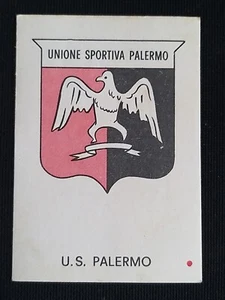 UNIONE SPORTIVA PALERMO
U.S. PALERMO